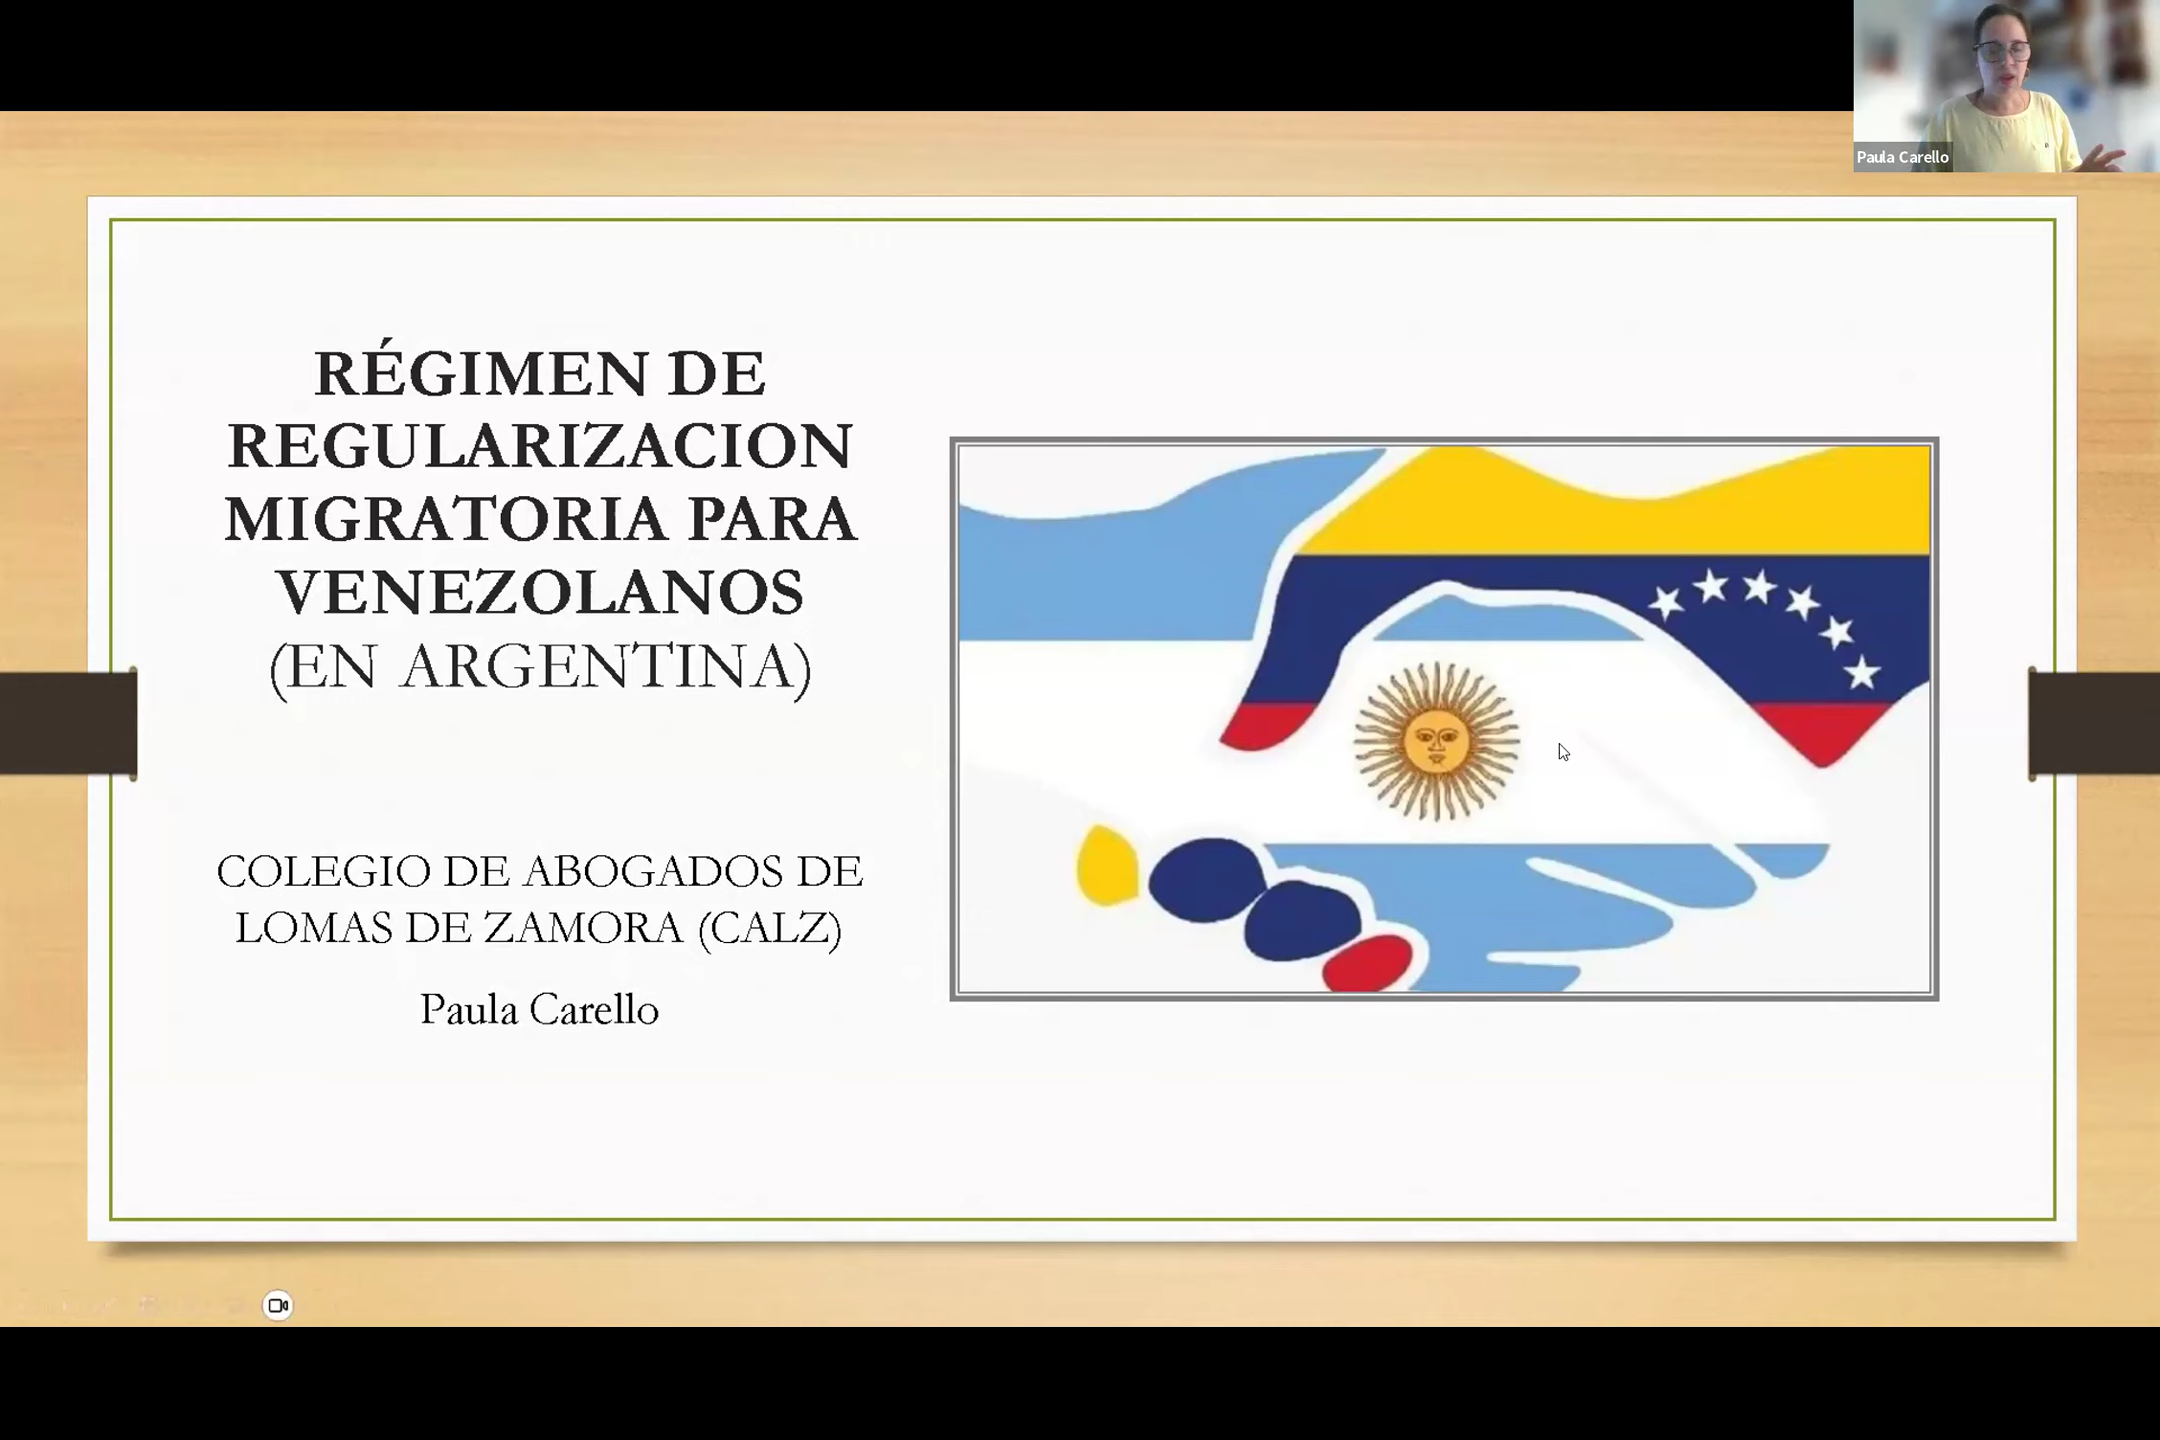 Paula Carello
RÉGIMEN DE
REGULARIZACION
MIGRATORIA PARA
VENEZOLANOS
(EN ARGENTINA)
COLEGIO DE ABOGADOS DE
LOMAS DE ZAMORA (CALZ)
Paula Carello